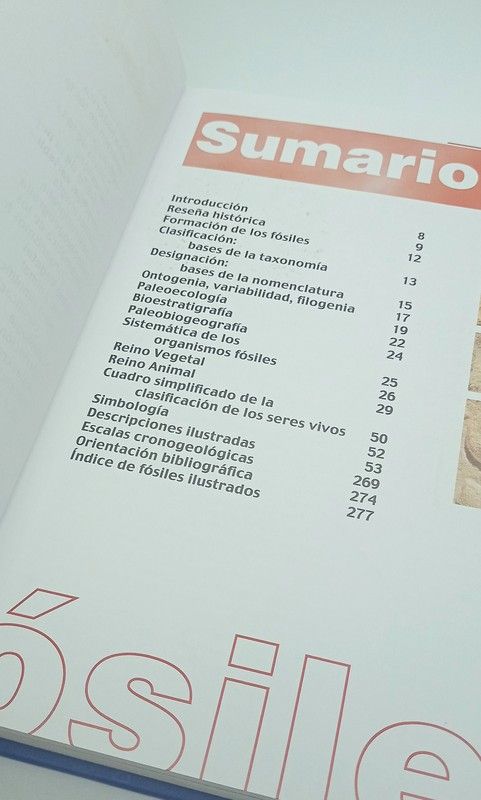 Sumario
Introducción 8
Reseña histórica 9
Formación de los fósiles 12
Clasificación:
bases de la taxonomía 13
Designación:
bases de la nomenclatura 15
Ontogenia, variabilidad, filogenia 17
Paleoecología 19
Bioestratigrafía 22
Paleobiogeografía 24
Sistemática de los
organismos fósiles 25
Reino Vegetal 26
Reino Animal 29
Cuadro simplificado de la
clasificación de los seres vivos 50
Simbología 52
Descripciones ilustradas 53
Escalas cronogeológicas 269
Orientación bibliográfica 274
Índice de fósiles ilustrados 277
ósile